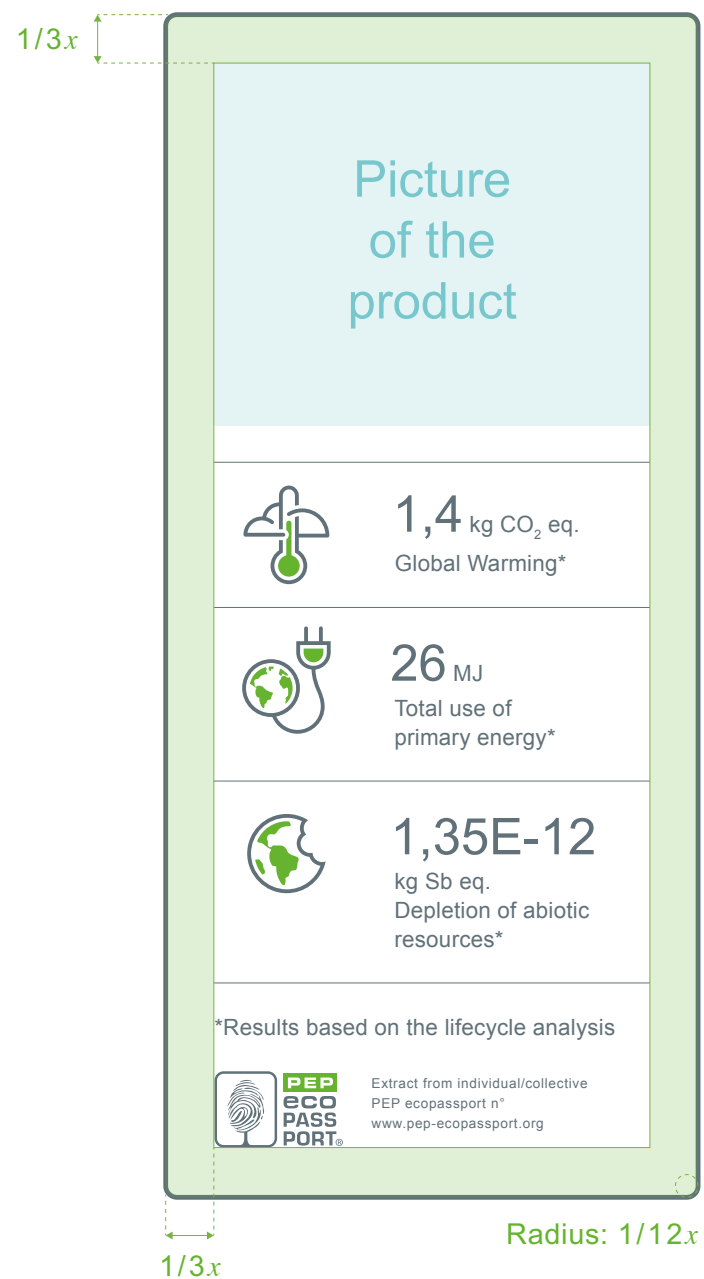 1/3x
Picture
of the
product
1,4 kg CO₂ eq.
Global Warming*
26 MJ
Total use of
primary energy*
1,35E-12
kg Sb eq.
Depletion of abiotic
resources*
*Results based on the lifecycle analysis
PEP
eco
PASS
PORT®
Extract from individual/collective
PEP ecopassport n°
www.pep-ecopassport.org
Radius: 1/12x
1/3x